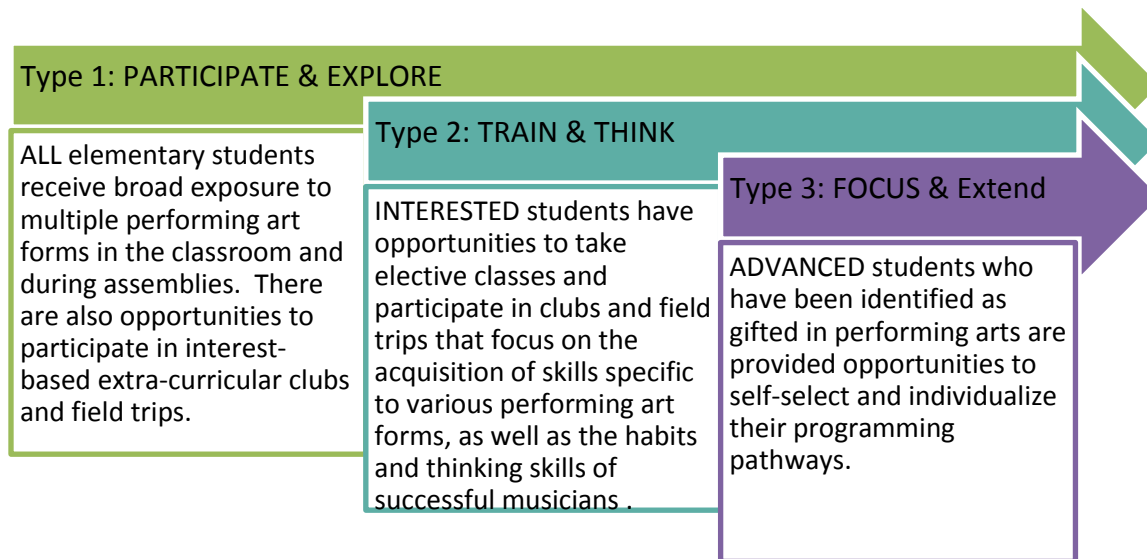 Type 1: PARTICIPATE & EXPLORE
ALL elementary students
receive broad exposure to
multiple performing art
forms in the classroom and
during assemblies.  There
are also opportunities to
participate in interest-
based extra-curricular clubs
and field trips.
Type 2: TRAIN & THINK
INTERESTED students have
opportunities to take
elective classes and
participate in clubs and field
trips that focus on the
acquisition of skills specific
to various performing art
forms, as well as the habits
and thinking skills of
successful musicians .
Type 3: FOCUS & Extend
ADVANCED students who
have been identified as
gifted in performing arts are
provided opportunities to
self-select and individualize
their programming
pathways.